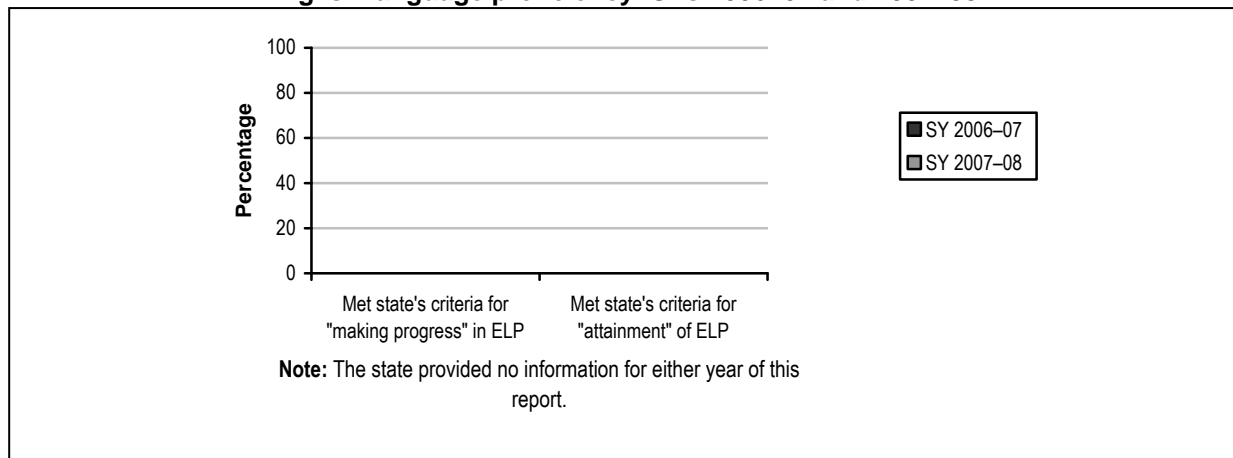 100
80
60
40
20
0
Percentage
Met state's criteria for
"making progress" in ELP
Met state's criteria for
"attainment" of ELP
SY 2006–07
SY 2007–08
Note: The state provided no information for either year of this
report.